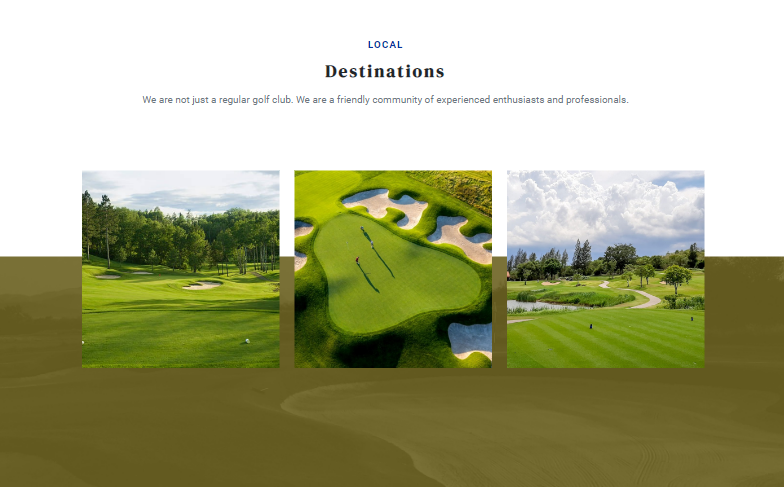 LOCAL
Destinations
We are not just a regular golf club. We are a friendly community of experienced enthusiasts and professionals.